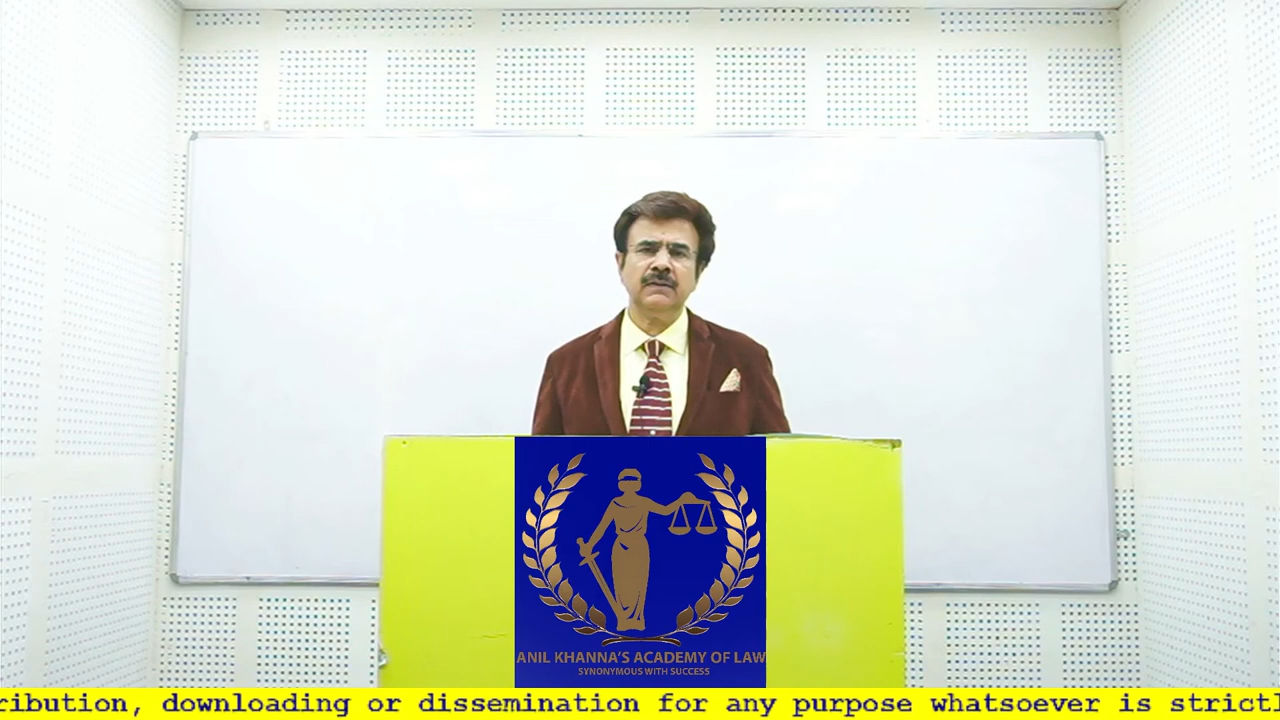 ANIL KHANNA'S ACADEMY OF LAW
SYNONYMOUS WITH SUCCESS
ribution, downloading or dissemination for any purpose whatsoever is strictl